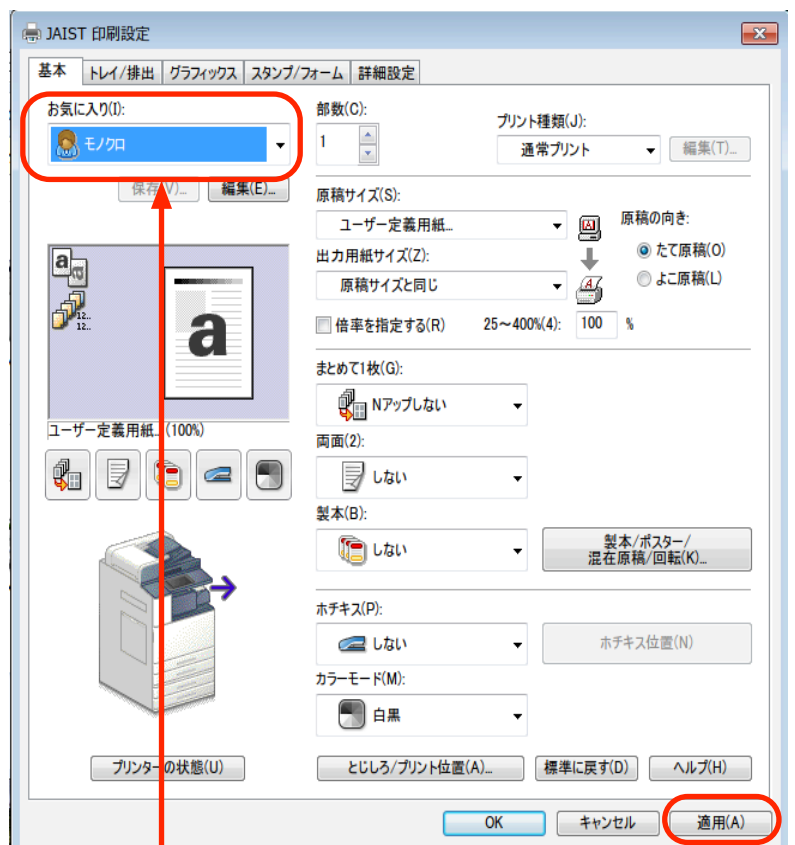 JAIST 印刷設定
基本 トレイ/排出 グラフィックス スタンプ/フォーム 詳細設定
お気に入り(I):
モノクロ
保存(V)... 編集(E)...
a
12..
12..
a
ユーザー定義用紙... (100%)
プリンターの状態(U)
部数(C):
1
プリント種類(J):
通常プリント 編集(T)...
原稿サイズ(S):
ユーザー定義用紙...
出力用紙サイズ(Z):
原稿サイズと同じ
原稿の向き:
たて原稿(O)
よこ原稿(L)
倍率を指定する(R) 25～400%(4): 100 %
まとめて1枚(G):
Nアップしない
両面(2):
しない
製本(B):
しない
製本/ポスター/
混在原稿/回転(K)...
ホチキス(P):
しない ホチキス位置(N)
カラーモード(M):
白黒
とじしろ/プリント位置(A)... 標準に戻す(D) ヘルプ(H)
OK キャンセル 適用(A)